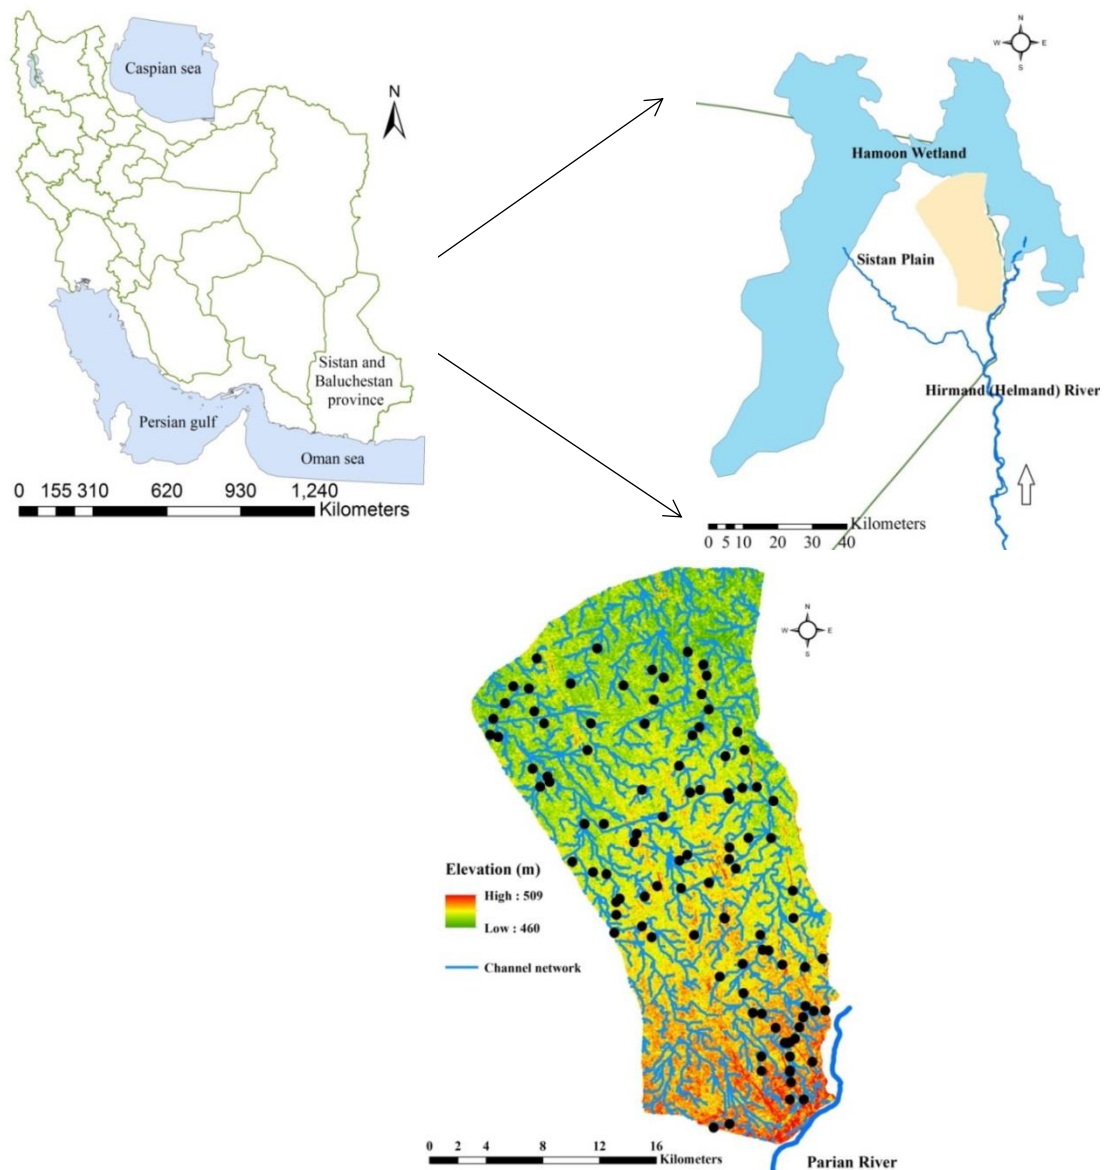 Caspian sea
N
Sistan and
Baluchestan
province
Persian gulf
Oman sea
0 155 310 620 930 1,240
Kilometers
N
W E
S
Hamoon Wetland
Sistan Plain
Hirmand (Helmand) River
Kilometers
0 5 10 20 30 40
N
W E
S
Elevation (m)
High : 509
Low : 460
Channel network
0 2 4 8 12 16
Kilometers
Parian River